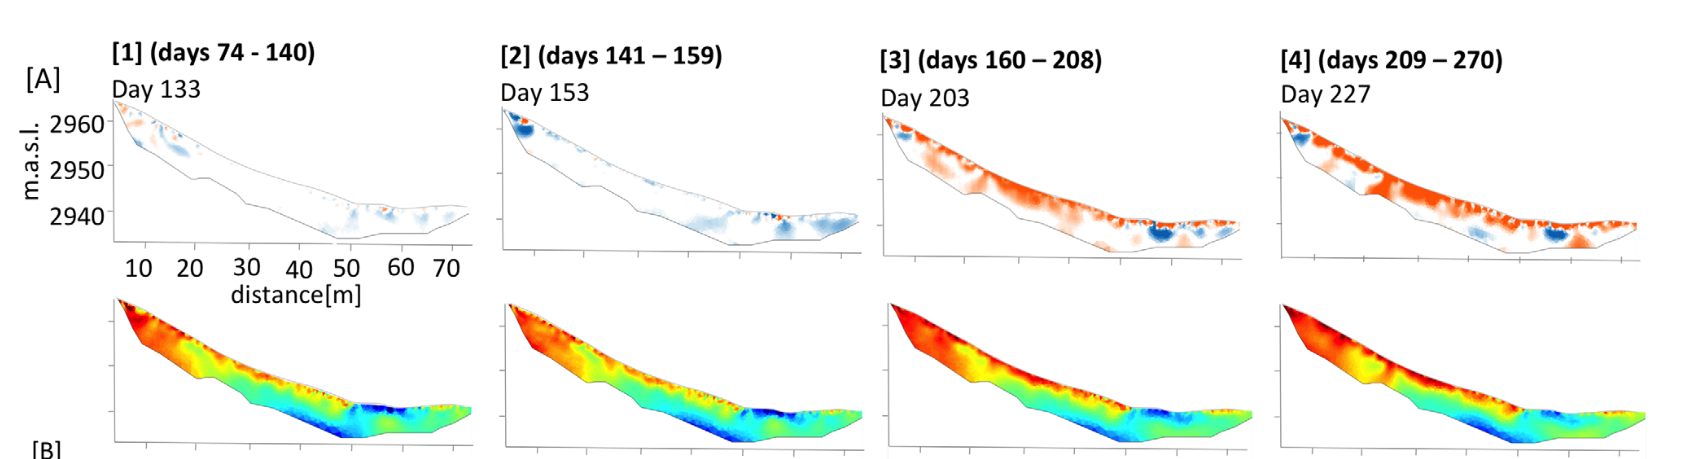 [1] (days 74 - 140)
[2] (days 141 – 159)
[3] (days 160 – 208)
[4] (days 209 – 270)
[A]
Day 133
Day 153
Day 203
Day 227
m.a.s.l.
2960
2950
2940
10 20 30 40 50 60 70
distance[m]
[B]